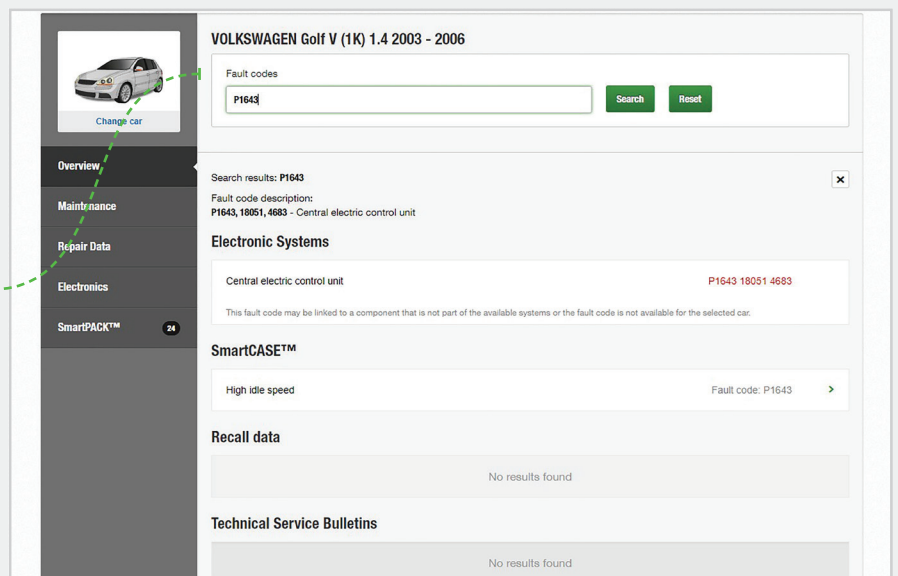 VOLKSWAGEN Golf V (1K) 1.4 2003 - 2006
Fault codes
P1643
Search
Reset
Change car
Overview
Maintenance
Repair Data
Electronics
SmartPACK™ 24
Search results: P1643
Fault code description:
P1643, 18051, 4683 - Central electric control unit
Electronic Systems
Central electric control unit P1643 18051 4683
This fault code may be linked to a component that is not part of the available systems or the fault code is not available for the selected car.
SmartCASE™
High idle speed Fault code: P1643
Recall data
No results found
Technical Service Bulletins
No results found